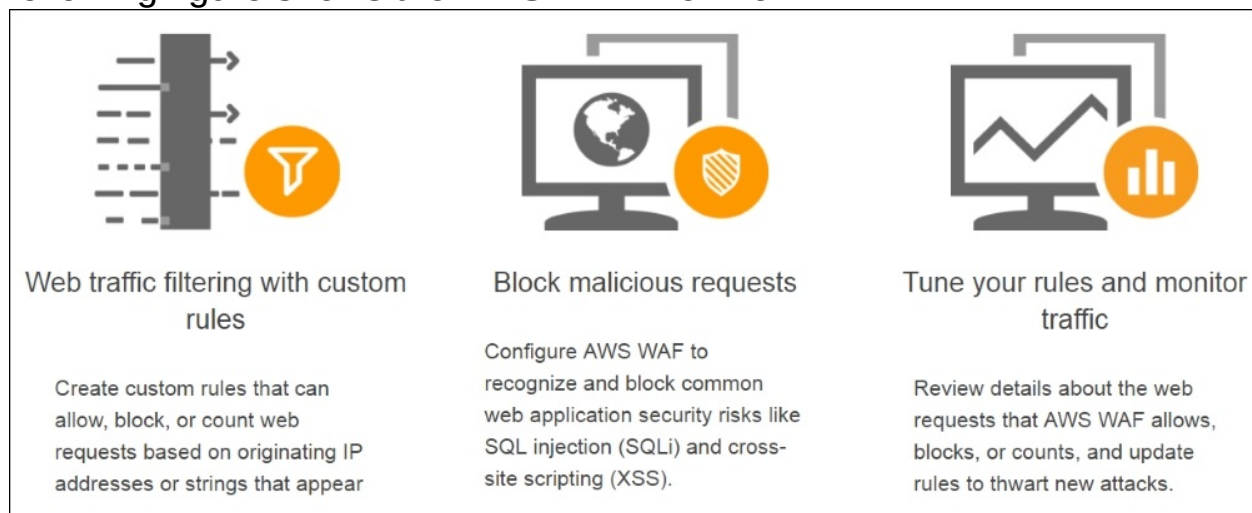 Web traffic filtering with custom
rules
Create custom rules that can
allow, block, or count web
requests based on originating IP
addresses or strings that appear
Block malicious requests
Configure AWS WAF to
recognize and block common
web application security risks like
SQL injection (SQLi) and cross-
site scripting (XSS).
Tune your rules and monitor
traffic
Review details about the web
requests that AWS WAF allows,
blocks, or counts, and update
rules to thwart new attacks.